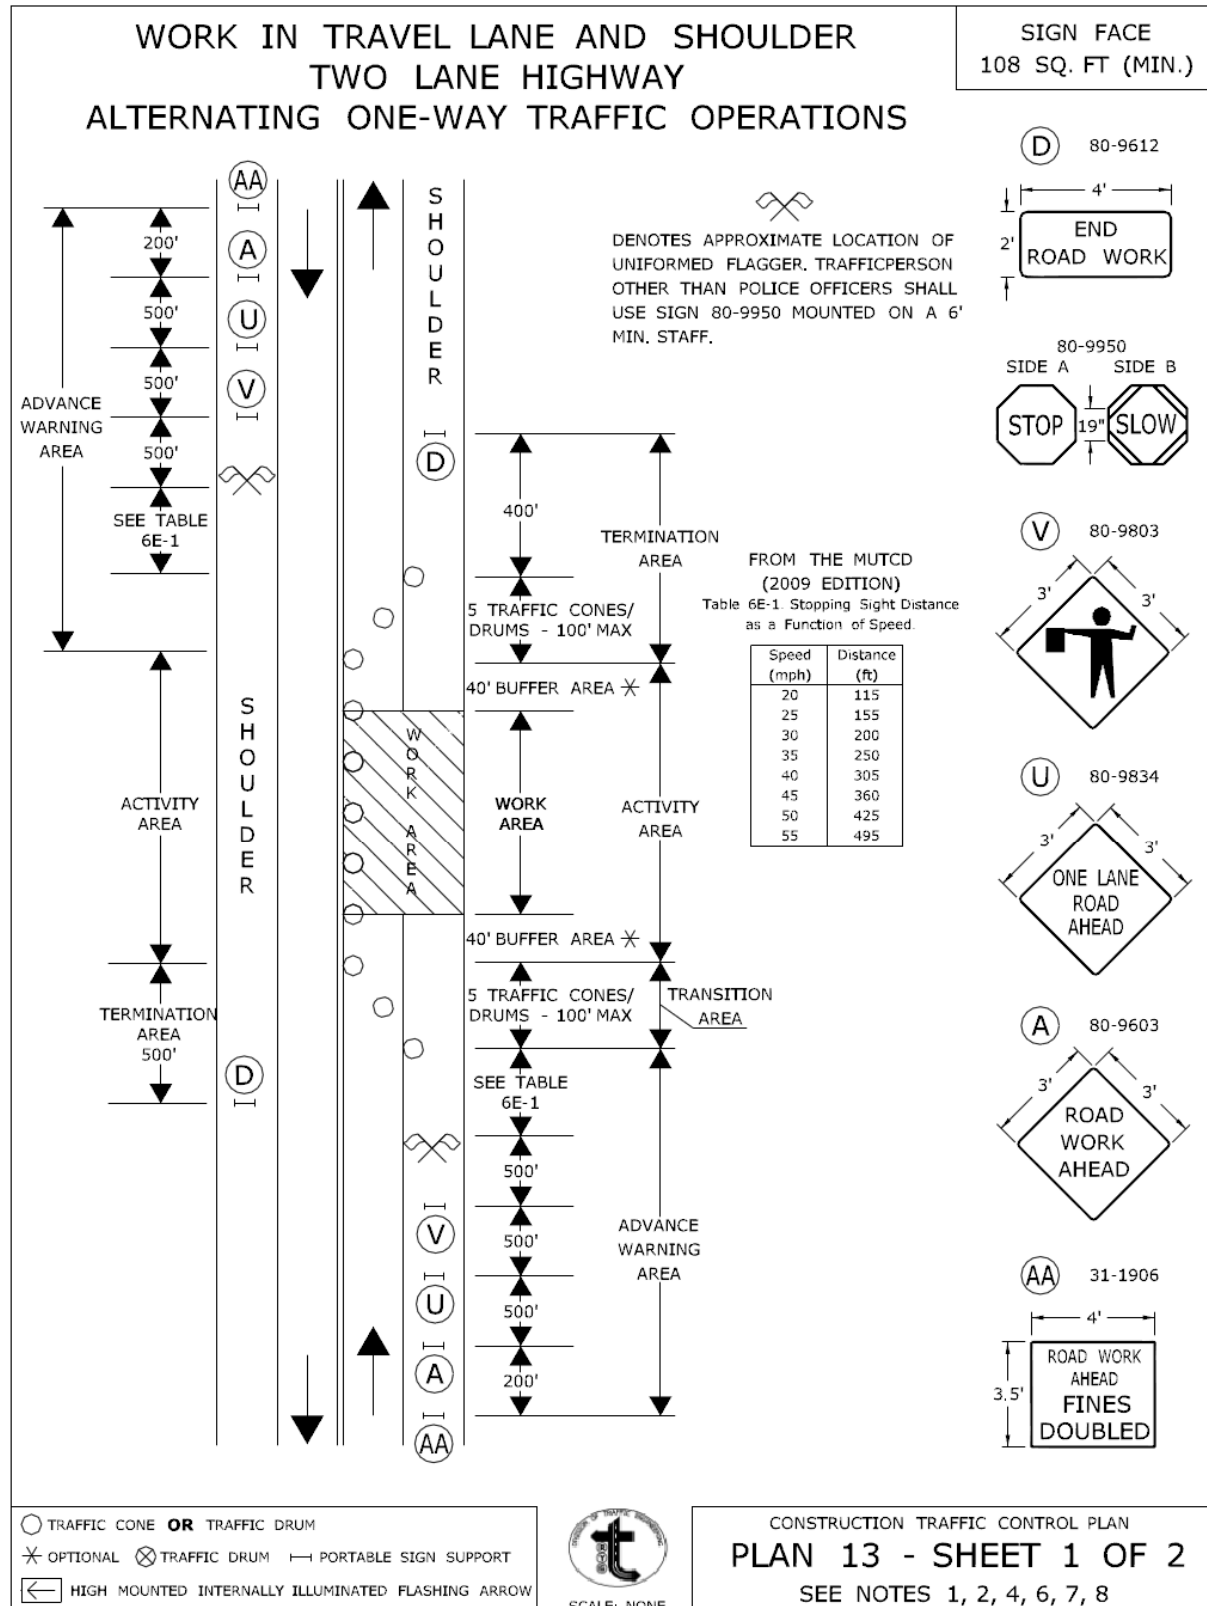 WORK IN TRAVEL LANE AND SHOULDER
TWO LANE HIGHWAY
ALTERNATING ONE-WAY TRAFFIC OPERATIONS
SIGN FACE
108 SQ. FT (MIN.)
AA
A
U
V
200'
500'
500'
500'
SEE TABLE
6E-1
ADVANCE
WARNING
AREA
SHOULDER
ACTIVITY
AREA
TERMINATION
AREA
500'
D
SHOULDER
D
400'
TERMINATION
AREA
5 TRAFFIC CONES/
DRUMS - 100' MAX
40' BUFFER AREA
WORK AREA
WORK
AREA
ACTIVITY
AREA
40' BUFFER AREA
5 TRAFFIC CONES/
DRUMS - 100' MAX
TRANSITION
AREA
SEE TABLE
6E-1
500'
500'
500'
200'
V
U
A
AA
ADVANCE
WARNING
AREA
DENOTES APPROXIMATE LOCATION OF
UNIFORMED FLAGGER. TRAFFICPERSON
OTHER THAN POLICE OFFICERS SHALL
USE SIGN 80-9950 MOUNTED ON A 6'
MIN. STAFF.
FROM THE MUTCD
(2009 EDITION)
Table 6E-1. Stopping Sight Distance
as a Function of Speed.
Speed Distance
(mph) (ft)
20 115
25 155
30 200
35 250
40 305
45 360
50 425
55 495
D 80-9612
4'
2'
END
ROAD WORK
80-9950
SIDE A SIDE B
STOP 19" SLOW
V 80-9803
3' 3'
U 80-9834
3' 3'
ONE LANE
ROAD
AHEAD
A 80-9603
3' 3'
ROAD
WORK
AHEAD
AA 31-1906
4'
3.5'
ROAD WORK
AHEAD
FINES
DOUBLED
TRAFFIC CONE OR TRAFFIC DRUM
OPTIONAL TRAFFIC DRUM PORTABLE SIGN SUPPORT
HIGH MOUNTED INTERNALLY ILLUMINATED FLASHING ARROW
SCALE: NONE
CONSTRUCTION TRAFFIC CONTROL PLAN
PLAN 13 - SHEET 1 OF 2
SEE NOTES 1, 2, 4, 6, 7, 8